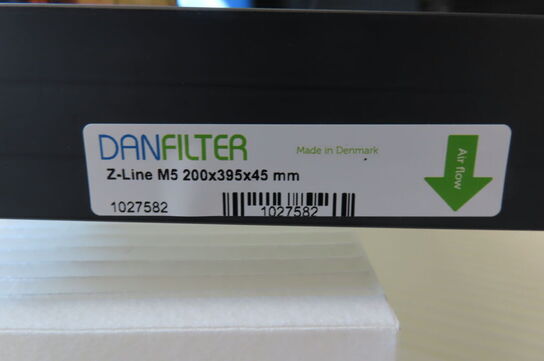 DANFILTER
Made in Denmark
Z-Line M5 200x395x45 mm
1027582
1027582
Air flow